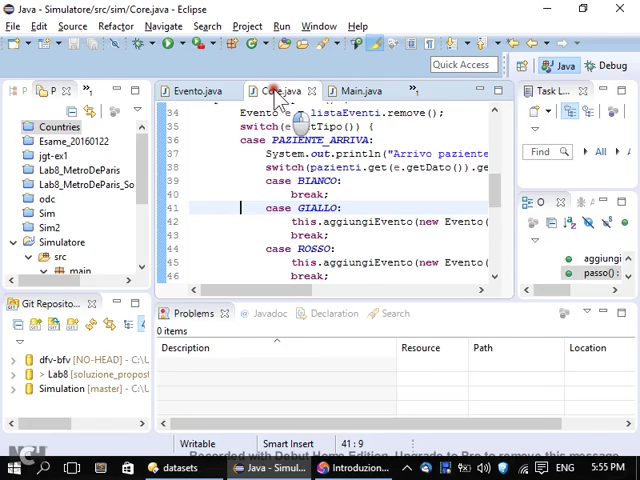 Java - Simulatore/src/sim/Core.java - Eclipse
File Edit Source Refactor Navigate Search Project Run Window Help
Quick Access
Java
Debug
P
Evento.java
Core.java
Main.java
Task L...
34 Evento e listaEventi.remove();
35 switch(e tTipo()) {
36 case PAZIENTE_ARRIVA:
37 System.out.println("Arrivo paziente
38 switch(pazienti.get(e.getDato()).ge
39 case BIANCO:
40 break;
41 case GIALLO:
42 this.aggiungiEvento(new Evento(
43 break;
44 case ROSSO:
45 this.aggiungiEvento(new Evento(
46 break;
Countries
Esame_20160122
jgt-ex1
Lab8_MetroDeParis
Lab8_MetroDeParis_So
odc
Sim
Sim2
Simulatore
src
main
Find
All
Activ
O
aggiungi
passo() :
Git Reposito
dfv-bfv [NO-HEAD] - C:\U
> Lab8 [soluzione_propost
Simulation [master] - C:\U
Problems
Javadoc
Declaration
Search
0 items
Description Resource Path Location
Writable Smart Insert 41 : 9
Recorded with Debut Home Edition. Upgrade to Pro to remove this message
NCH
datasets
Java - Simul...
Introduzion...
ENG
5:55 PM